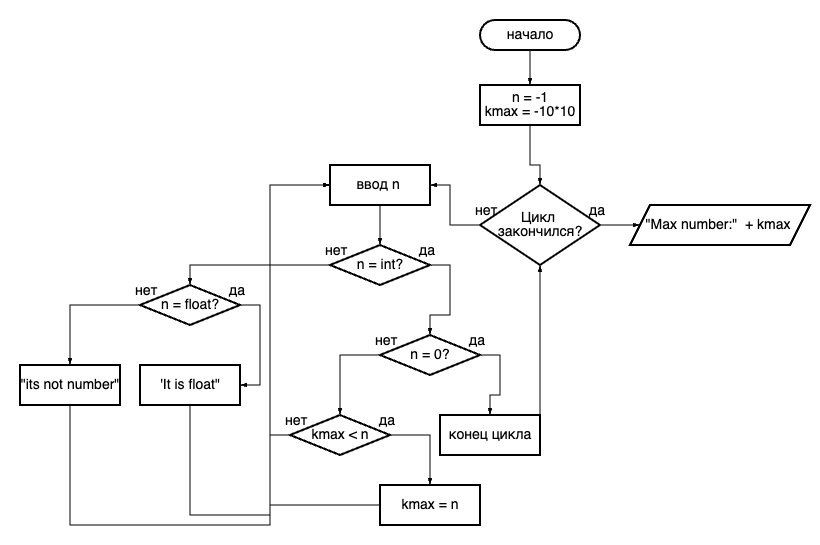 начало
n = -1
kmax = -10*10
ввод n
нет
Цикл
закончился?
да
"Max number:"  + kmax
нет
n = int?
да
нет
n = float?
да
нет
n = 0?
да
"its not number"
'It is float"
нет
kmax < n
да
конец цикла
kmax = n